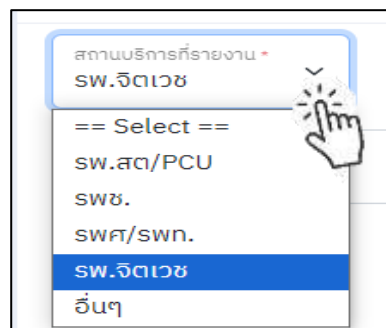 สถานบริการที่รายงาน *
รพ.จิตเวช
== Select ==
รพ.สต/PCU
รพช.
รพศ/รพท.
รพ.จิตเวช
อื่นๆ